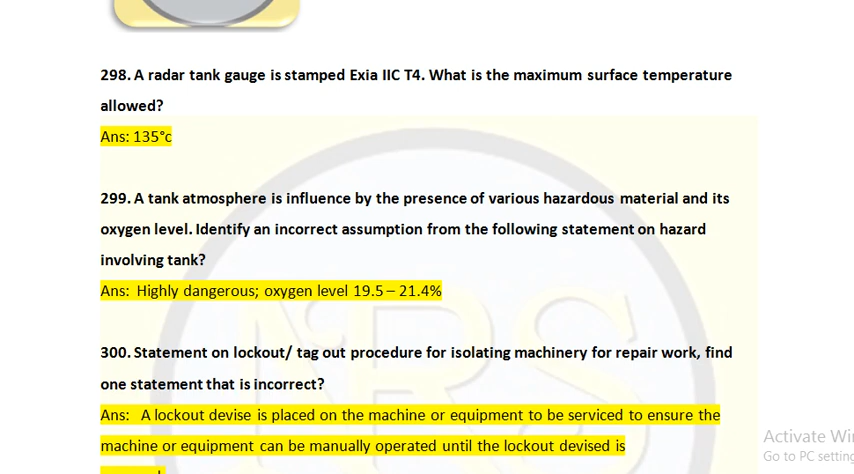 298. A radar tank gauge is stamped Exia IIC T4. What is the maximum surface temperature
allowed?
Ans: 135°c
299. A tank atmosphere is influence by the presence of various hazardous material and its
oxygen level. Identify an incorrect assumption from the following statement on hazard
involving tank?
Ans: Highly dangerous; oxygen level 19.5 – 21.4%
300. Statement on lockout/ tag out procedure for isolating machinery for repair work, find
one statement that is incorrect?
Ans: A lockout devise is placed on the machine or equipment to be serviced to ensure the
machine or equipment can be manually operated until the lockout devised is
Activate Wi
Go to PC setting